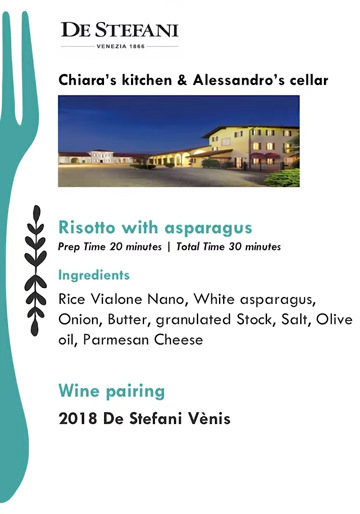 DE STEFANI
VENEZIA 1866
Chiara's kitchen & Alessandro's cellar
Risotto with asparagus
Prep Time 20 minutes | Total Time 30 minutes
Ingredients
Rice Vialone Nano, White asparagus,
Onion, Butter, granulated Stock, Salt, Olive
oil, Parmesan Cheese
Wine pairing
2018 De Stefani Vènis